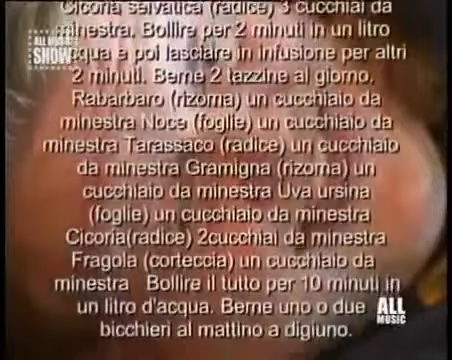 Cicoria selvatica (radice) 3 cucchiai da
minestra. Bollire per 2 minuti in un litro
d'acqua e poi lasciare in infusione per altri
2 minuti. Berne 2 tazzine al giorno.
Rabarbaro (rizoma) un cucchiaio da
minestra Noce (foglie) un cucchiaio da
minestra Tarassaco (radice) un cucchiaio
da minestra Gramigna (rizoma) un
cucchiaio da minestra Uva ursina
(foglie) un cucchiaio da minestra
Cicoria(radice) 2cucchiai da minestra
Fragola (corteccia) un cucchiaio da
minestra Bollire il tutto per 10 minuti in
un litro d'acqua. Berne uno o due
bicchieri al mattino a digiuno.
ALL MUSIC
SHOW
ALL
MUSIC